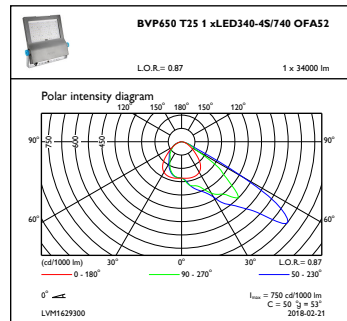 BVP650 T25 1 xLED340-4S/740 OFA52
L.O.R.= 0.87 1 x 34000 lm
Polar intensity diagram
120° 150° 180° 150° 120°
90° 750 600 450 90°
60° 60°
(cd/1000 lm) 30° 0° 30° L.O.R.= 0.87
0 - 180° 90 - 270° 50 - 230°
0° Imax = 750 cd/1000 lm
C = 50 °g = 53°
LVM1629300 2018-02-21